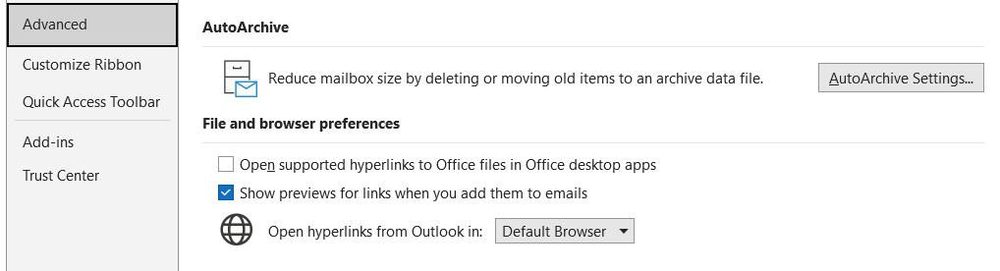 Advanced
Customize Ribbon
Quick Access Toolbar
Add-ins
Trust Center
AutoArchive
Reduce mailbox size by deleting or moving old items to an archive data file.
AutoArchive Settings...
File and browser preferences
Open supported hyperlinks to Office files in Office desktop apps
Show previews for links when you add them to emails
Open hyperlinks from Outlook in:
Default Browser